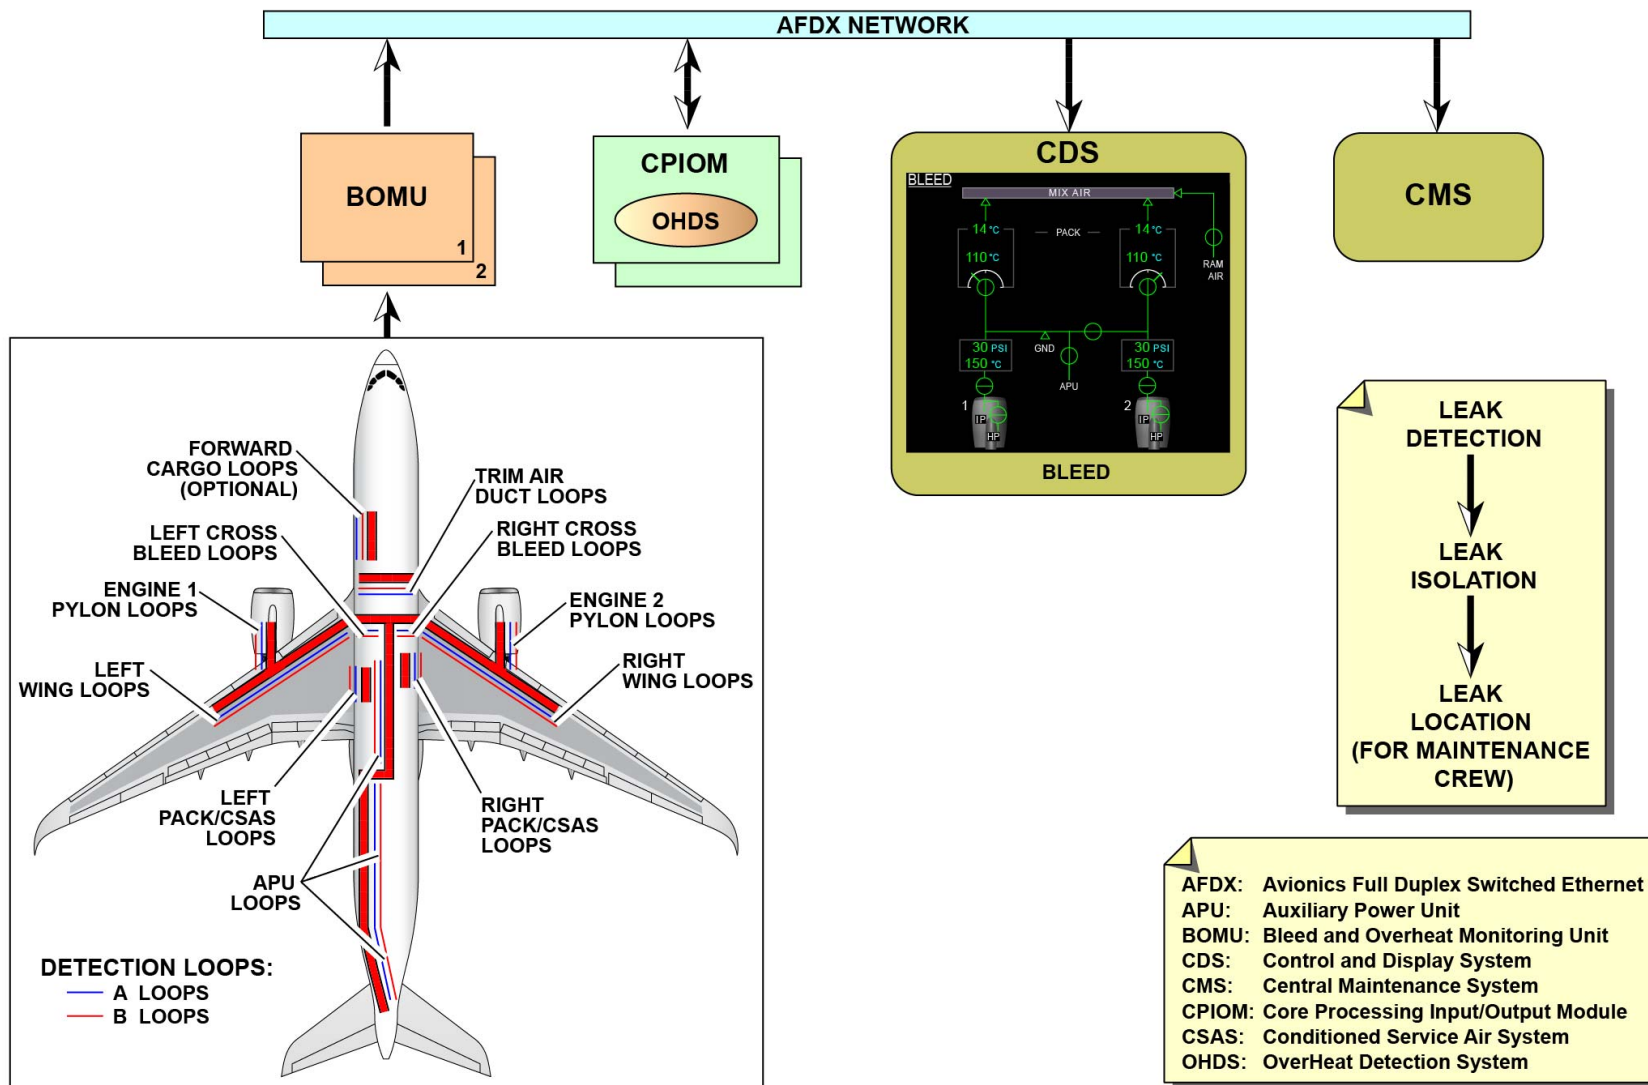 AFDX NETWORK
BOMU
1
2
CPIOM
OHDS
CDS
BLEED
MIX AIR
14 °C
PACK
14 °C
110 °C
110 °C
RAM
AIR
30 PSI
150 °C
GND
APU
30 PSI
150 °C
1
IP
HP
2
IP
HP
BLEED
CMS
FORWARD
CARGO LOOPS
(OPTIONAL)
TRIM AIR
DUCT LOOPS
LEFT CROSS
BLEED LOOPS
RIGHT CROSS
BLEED LOOPS
ENGINE 1
PYLON LOOPS
ENGINE 2
PYLON LOOPS
LEFT
WING LOOPS
RIGHT
WING LOOPS
LEFT
PACK/CSAS
LOOPS
RIGHT
PACK/CSAS
LOOPS
APU
LOOPS
DETECTION LOOPS:
A LOOPS
B LOOPS
LEAK
DETECTION
LEAK
ISOLATION
LEAK
LOCATION
(FOR MAINTENANCE
CREW)
AFDX: Avionics Full Duplex Switched Ethernet
APU: Auxiliary Power Unit
BOMU: Bleed and Overheat Monitoring Unit
CDS: Control and Display System
CMS: Central Maintenance System
CPIOM: Core Processing Input/Output Module
CSAS: Conditioned Service Air System
OHDS: OverHeat Detection System